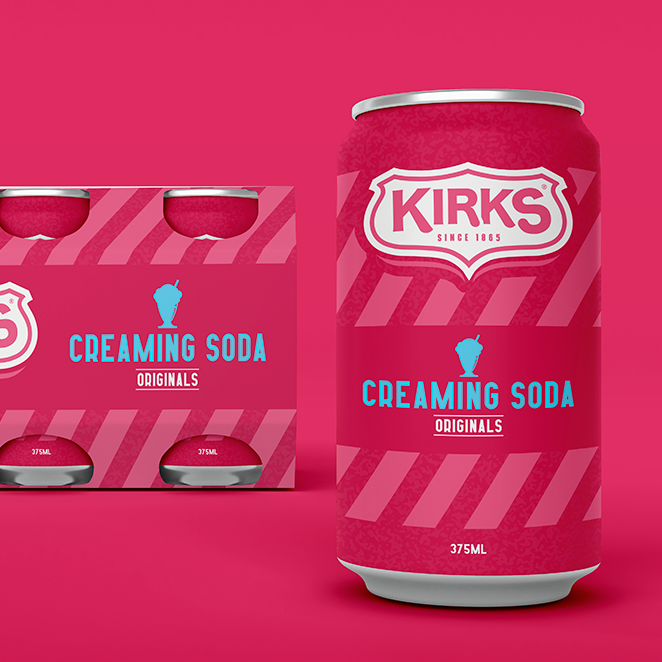 S®
CREAMING SODA
ORIGINALS
375ML
375ML
KIRKS®
SINCE 1865
CREAMING SODA
ORIGINALS
375ML